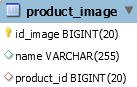 product_image
id_image BIGINT(20)
name VARCHAR(255)
product_id BIGINT(20)